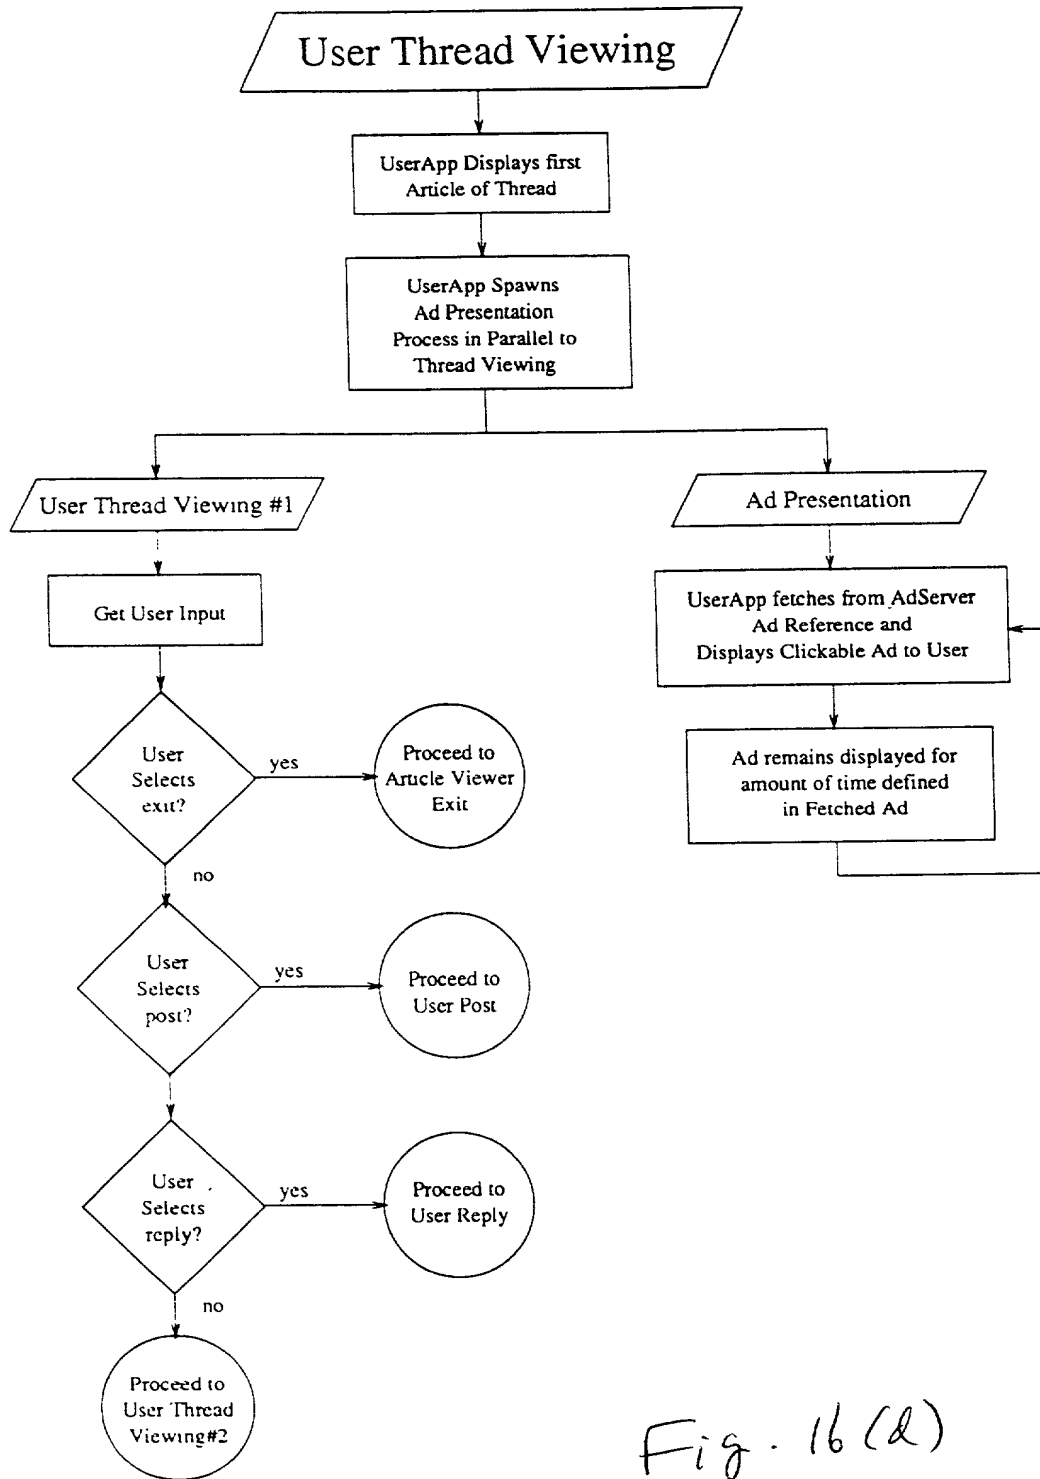 User Thread Viewing
UserApp Displays first
Article of Thread
UserApp Spawns
Ad Presentation
Process in Parallel to
Thread Viewing
User Thread Viewing #1
Get User Input
User
Selects
exit?
yes
Proceed to
Article Viewer
Exit
no
User
Selects
post?
yes
Proceed to
User Post
User
Selects
reply?
yes
Proceed to
User Reply
no
Proceed to
User Thread
Viewing#2
Ad Presentation
UserApp fetches from AdServer
Ad Reference and
Displays Clickable Ad to User
Ad remains displayed for
amount of time defined
in Fetched Ad
Fig. 16 (d)